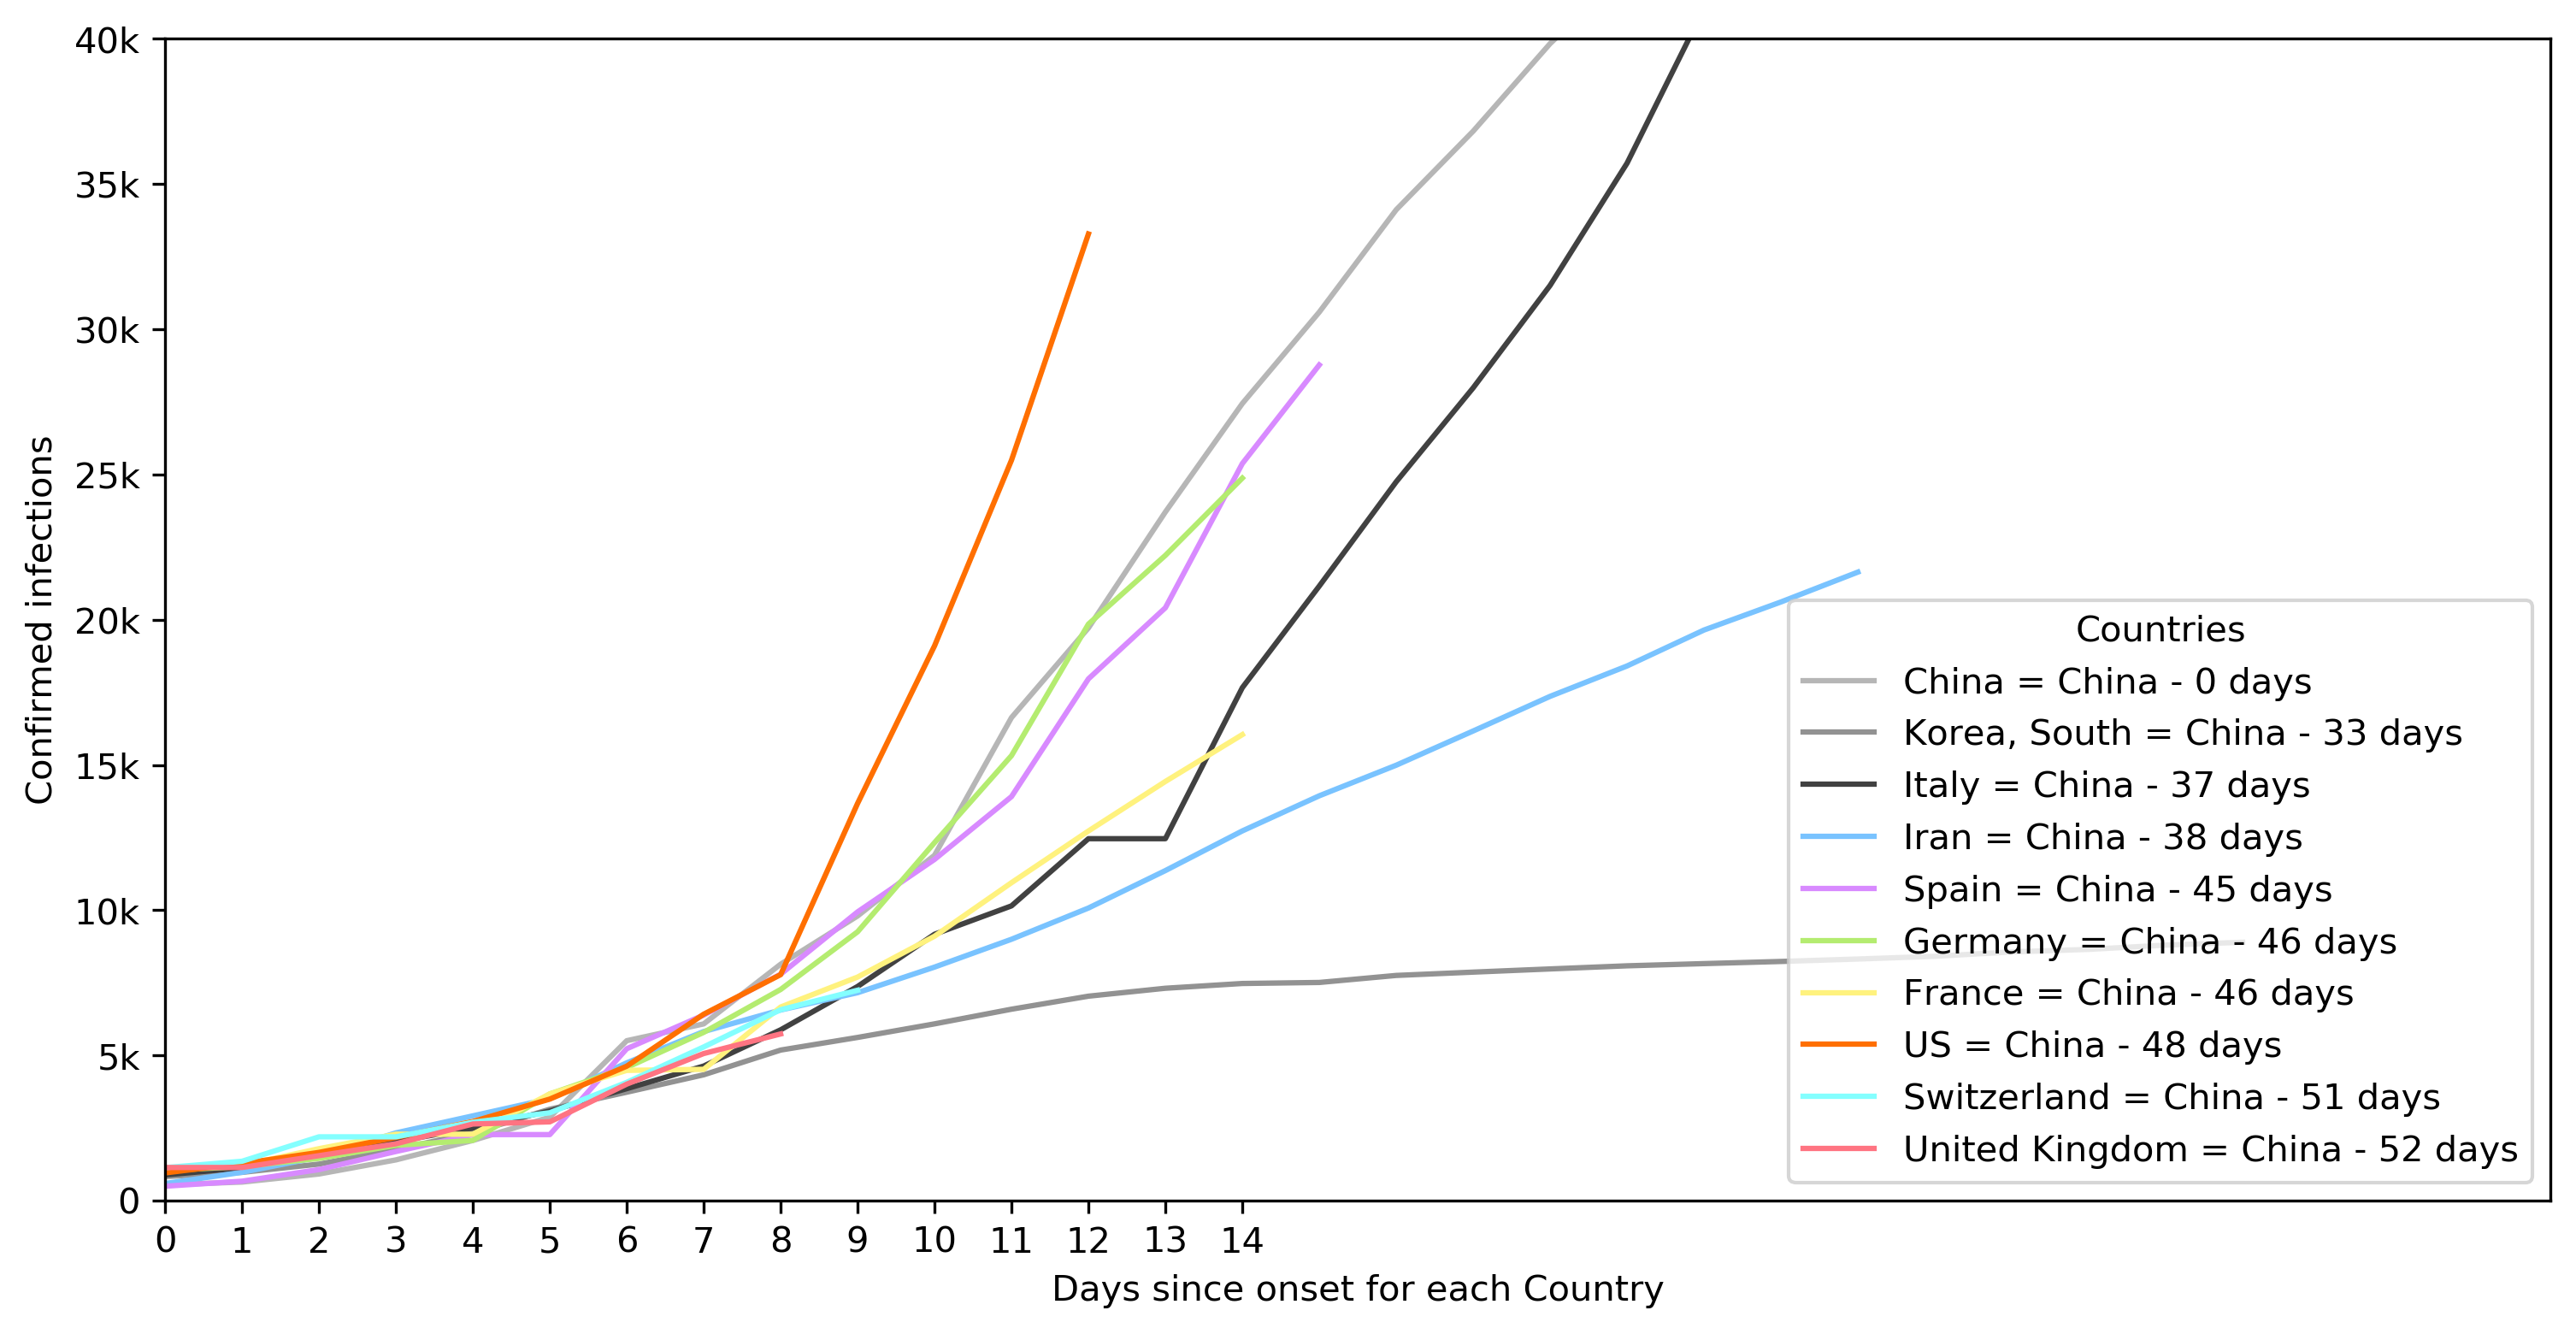 40k
35k
30k
25k
20k
15k
10k
5k
0
Confirmed infections
0 1 2 3 4 5 6 7 8 9 10 11 12 13 14
Days since onset for each Country
Countries
China = China - 0 days
Korea, South = China - 33 days
Italy = China - 37 days
Iran = China - 38 days
Spain = China - 45 days
Germany = China - 46 days
France = China - 46 days
US = China - 48 days
Switzerland = China - 51 days
United Kingdom = China - 52 days